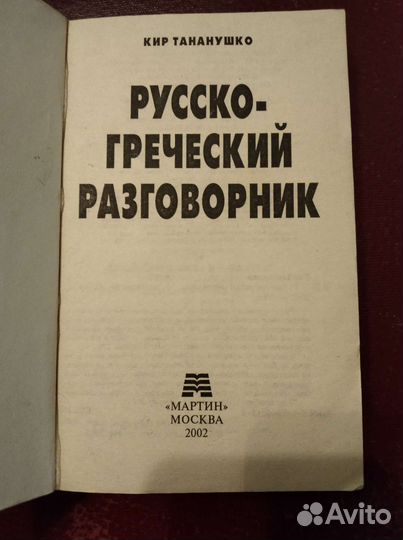 КИР ТАНАНУШКО
РУССКО-
ГРЕЧЕСКИЙ
РАЗГОВОРНИК
«МАРТИН»
МОСКВА
2002
Avito